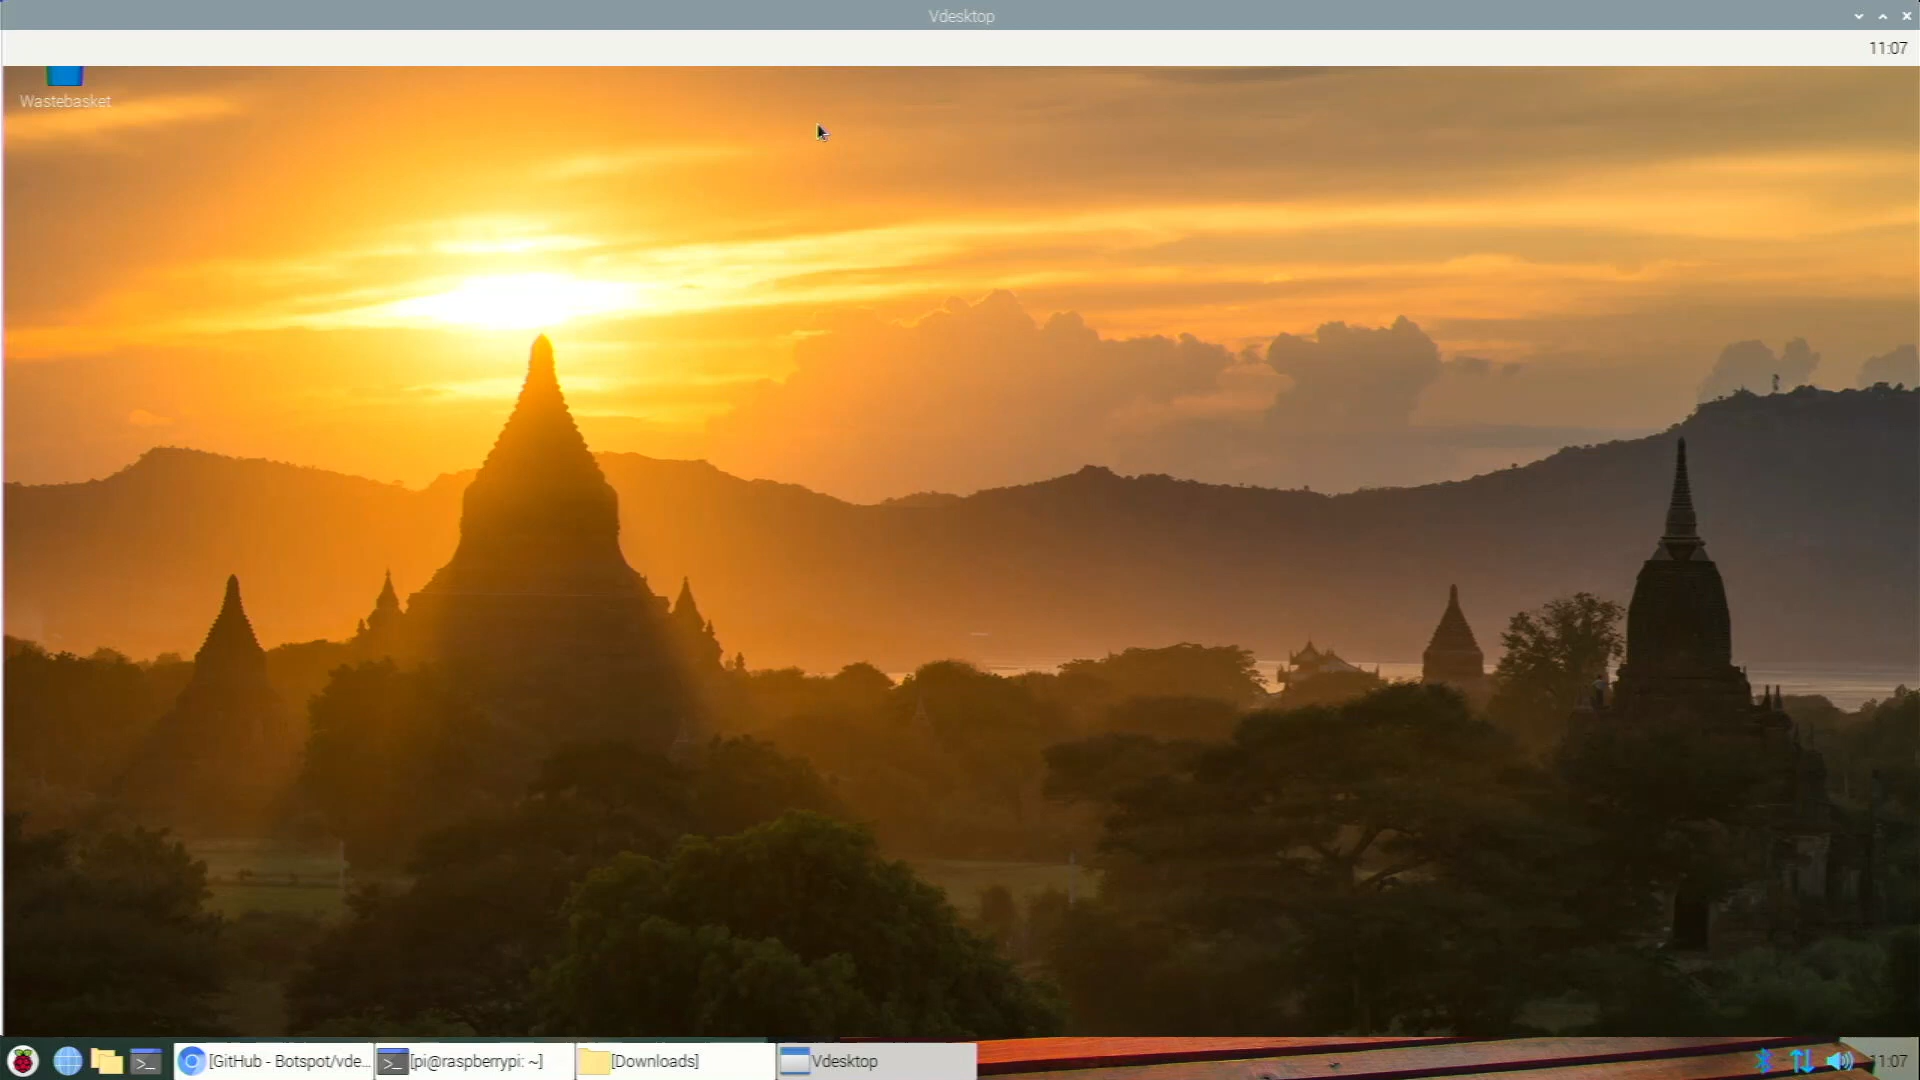 Vdesktop
11:07
Wastebasket
[GitHub - Botspot/vde...
[pi@raspberrypi: ~]
[Downloads]
Vdesktop
11:07